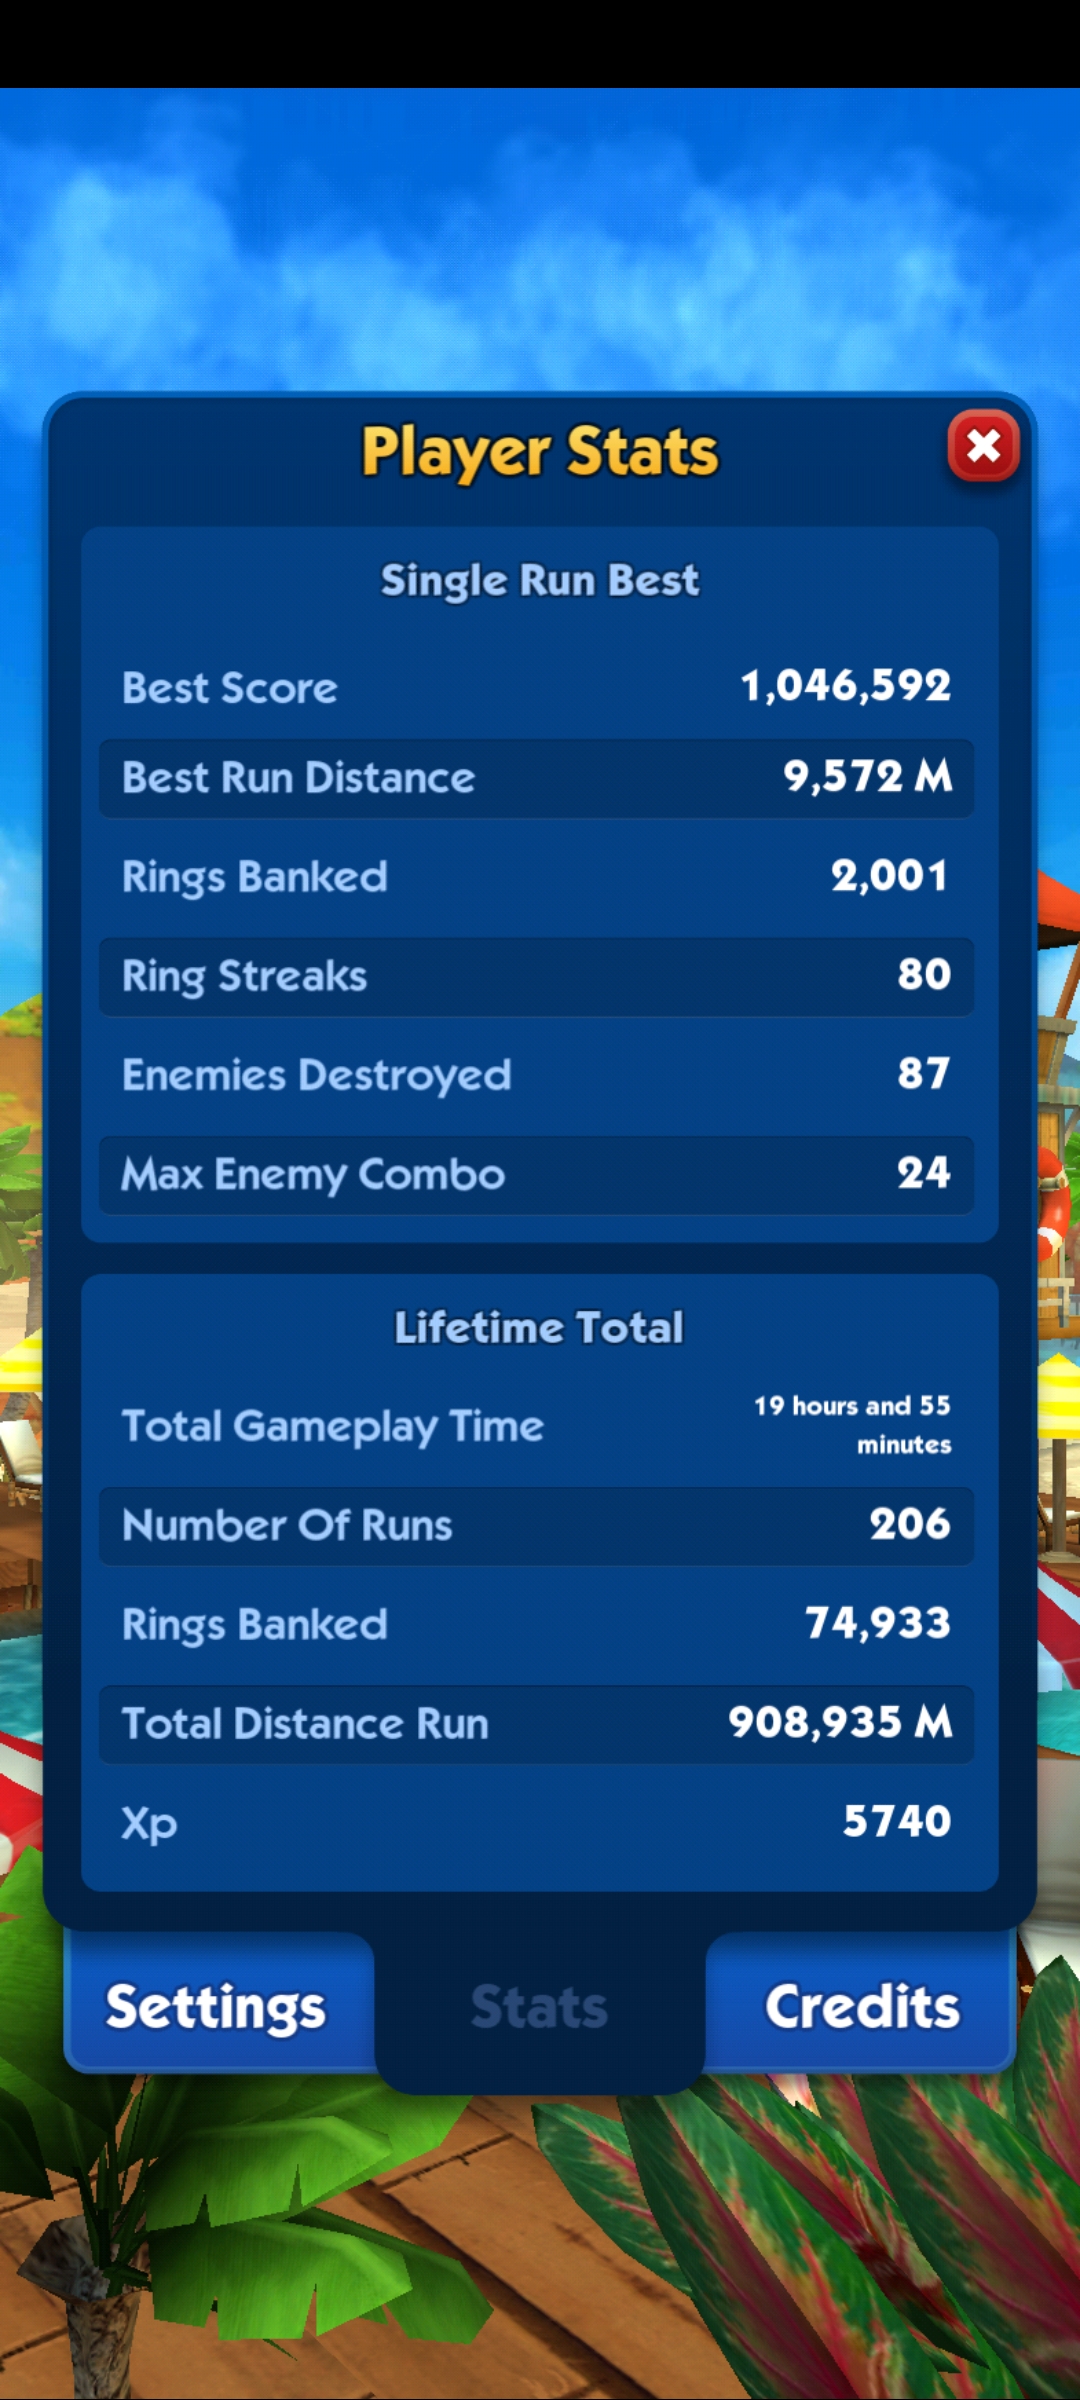 Player Stats
Single Run Best
Best Score 1,046,592
Best Run Distance 9,572 M
Rings Banked 2,001
Ring Streaks 80
Enemies Destroyed 87
Max Enemy Combo 24
Lifetime Total
Total Gameplay Time 19 hours and 55
minutes
Number Of Runs 206
Rings Banked 74,933
Total Distance Run 908,935 M
Xp 5740
Settings Stats Credits